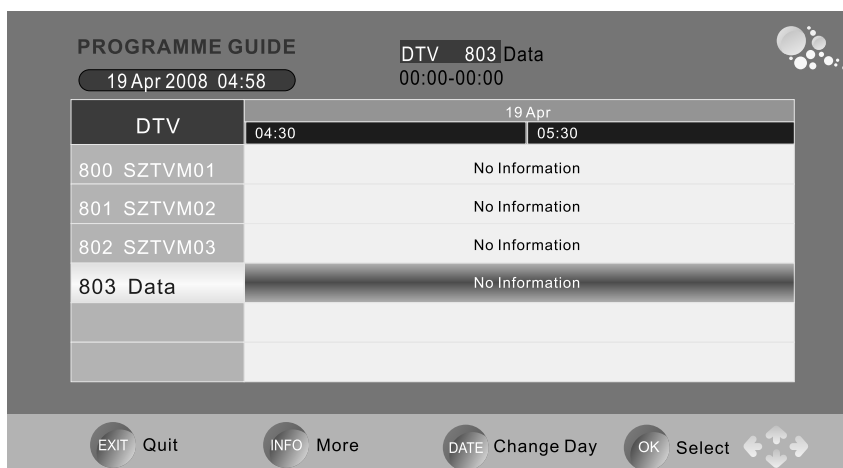 PROGRAMME GUIDE
DTV 803 Data
19 Apr 2008 04:58
00:00-00:00
DTV
19 Apr
04:30 05:30
800 SZTVM01 No Information
801 SZTVM02 No Information
802 SZTVM03 No Information
803 Data No Information
EXIT Quit INFO More DATE Change Day OK Select